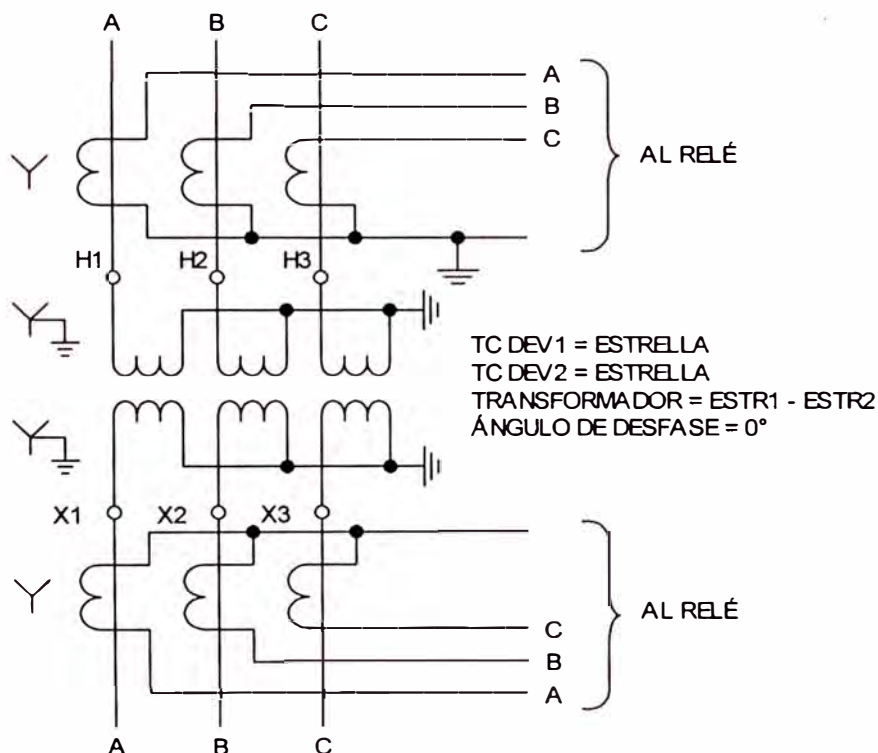 A B C
A
B
C
AL RELÉ
H1 H2 H3
TC DEV1 = ESTRELLA
TC DEV2 = ESTRELLA
TRANSFORMADOR = ESTR1 - ESTR2
ÁNGULO DE DESFASE = 0°
X1 X2 X3
C
B
A
AL RELÉ
A B C